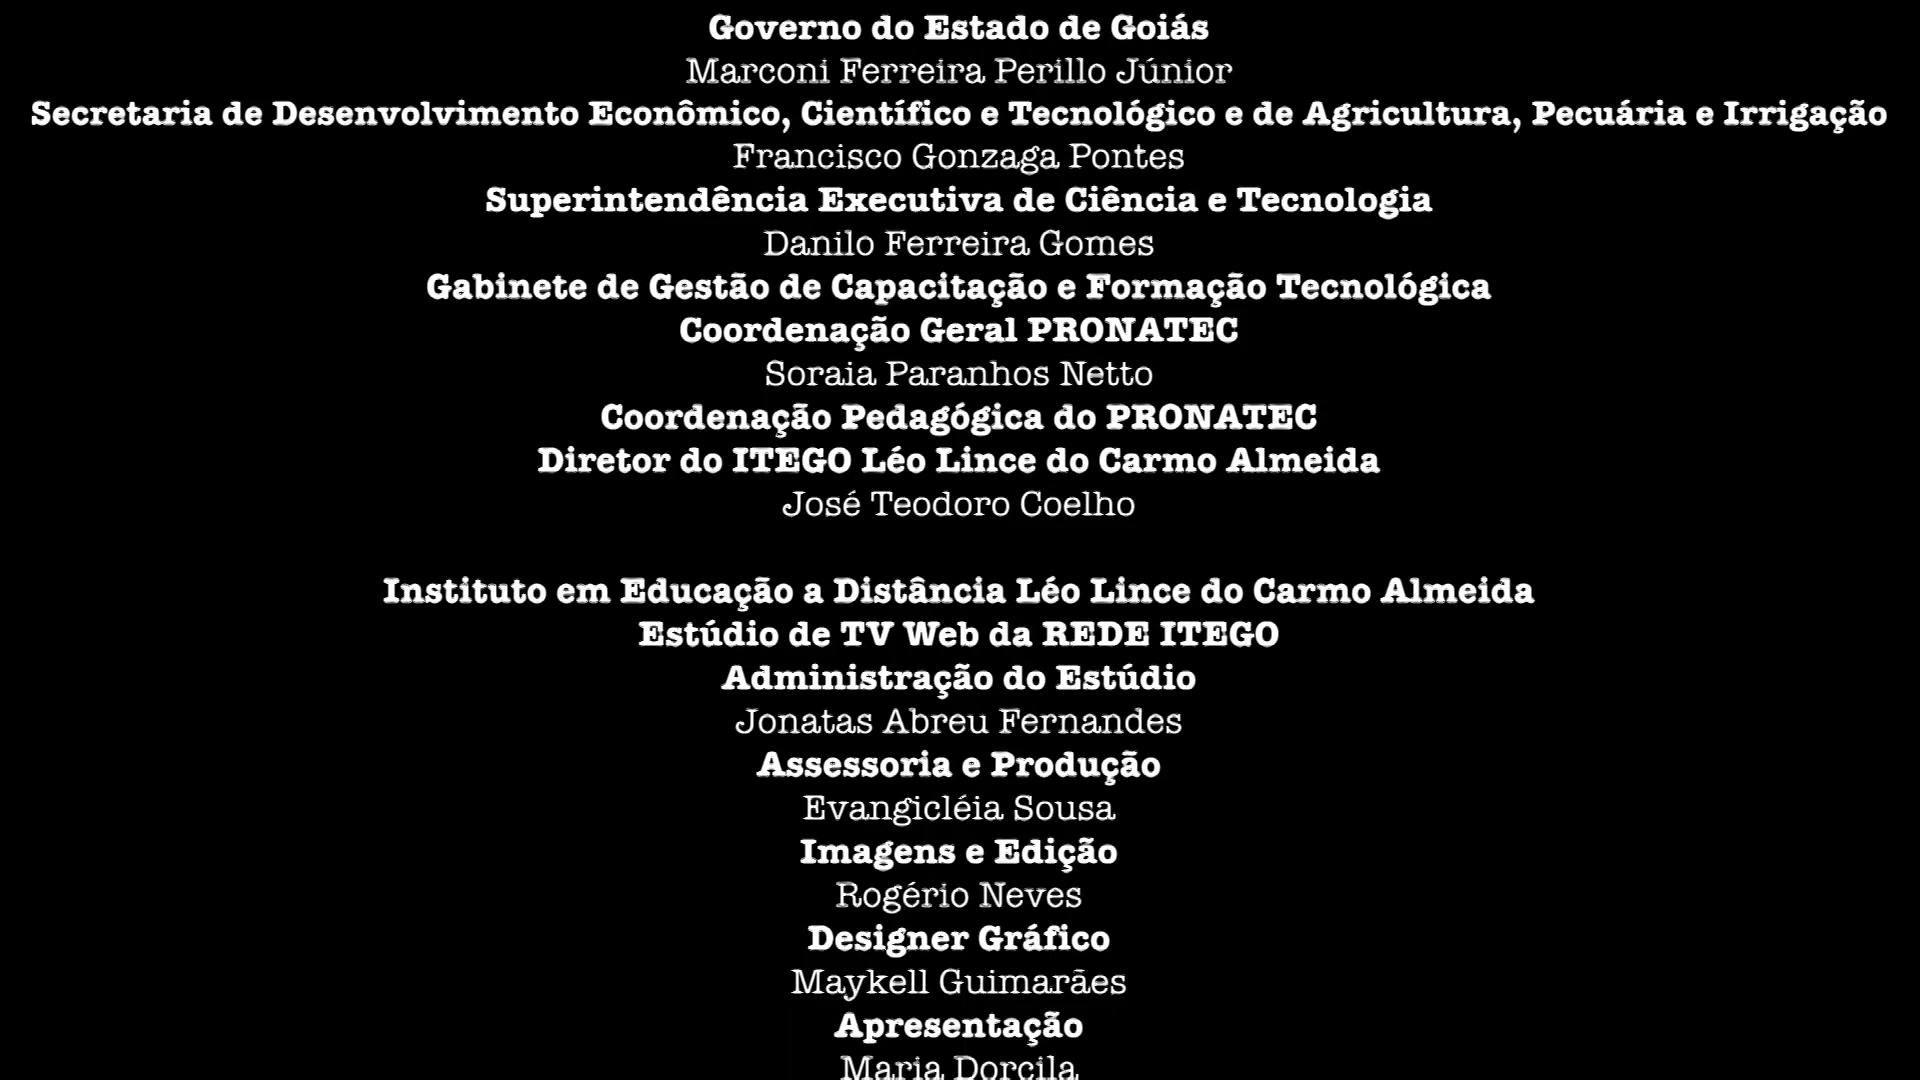 Governo do Estado de Goiás
Marconi Ferreira Perillo Júnior
Secretaria de Desenvolvimento Econômico, Científico e Tecnológico e de Agricultura, Pecuária e Irrigação
Francisco Gonzaga Pontes
Superintendência Executiva de Ciência e Tecnologia
Danilo Ferreira Gomes
Gabinete de Gestão de Capacitação e Formação Tecnológica
Coordenação Geral PRONATEC
Soraia Paranhos Netto
Coordenação Pedagógica do PRONATEC
Diretor do ITEGO Léo Lince do Carmo Almeida
José Teodoro Coelho
Instituto em Educação a Distância Léo Lince do Carmo Almeida
Estúdio de TV Web da REDE ITEGO
Administração do Estúdio
Jonatas Abreu Fernandes
Assessoria e Produção
Evangicléia Sousa
Imagens e Edição
Rogério Neves
Designer Gráfico
Maykell Guimarães
Apresentação
Maria Dorcila